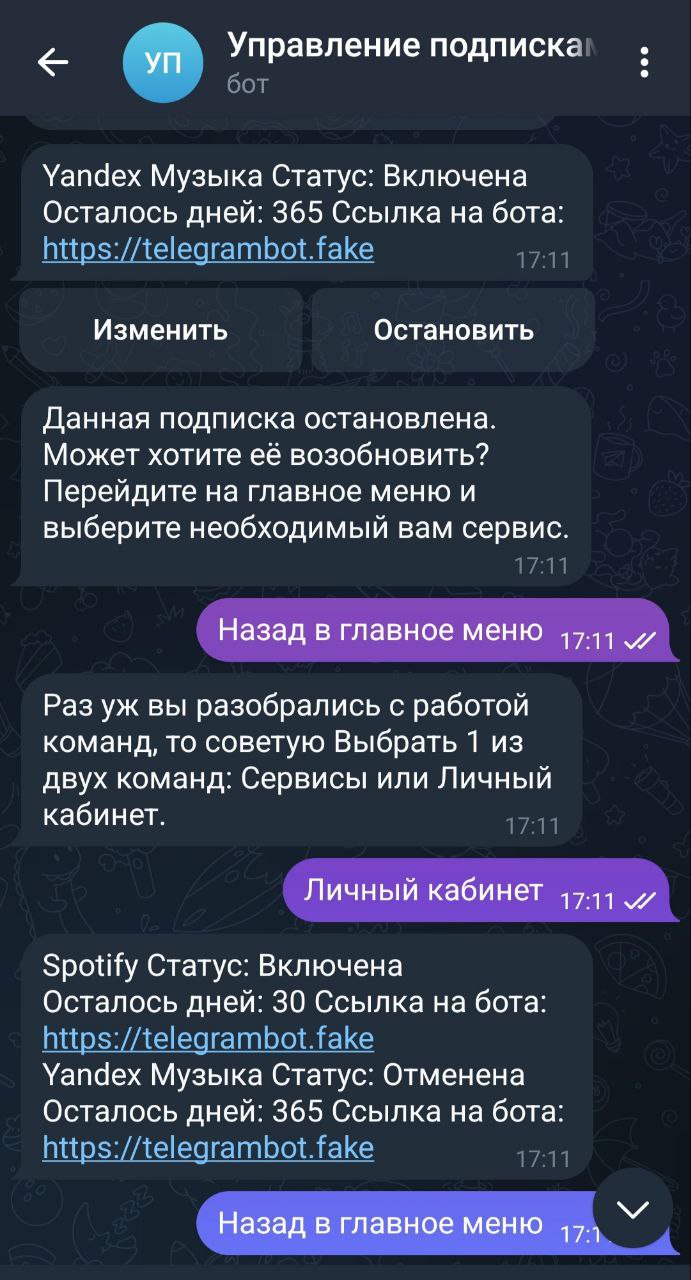 УП
Управление подписка
бот
Yandex Музыка Статус: Включена
Осталось дней: 365 Ссылка на бота:
https://telegrambot.fake
17:11
Изменить
Остановить
Данная подписка остановлена.
Может хотите её возобновить?
Перейдите на главное меню и
выберите необходимый вам сервис.
17:11
Назад в главное меню 17:11
Раз уж вы разобрались с работой
команд, то советую Выбрать 1 из
двух команд: Сервисы или Личный
кабинет.
17:11
Личный кабинет 17:11
Spotify Статус: Включена
Осталось дней: 30 Ссылка на бота:
https://telegrambot.fake
Yandex Музыка Статус: Отменена
Осталось дней: 365 Ссылка на бота:
https://telegrambot.fake
17:11
Назад в главное меню